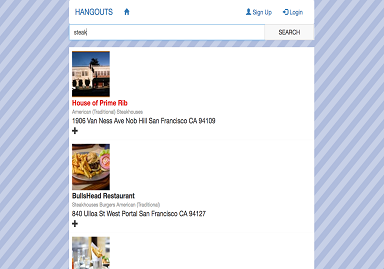 HANGOUTS
Sign Up
Login
steak
SEARCH
House of Prime Rib
American (Traditional) Steakhouses
1906 Van Ness Ave Nob Hill San Francisco CA 94109
BullsHead Restaurant
Steakhouses Burgers American (Traditional)
840 Ulloa St West Portal San Francisco CA 94127